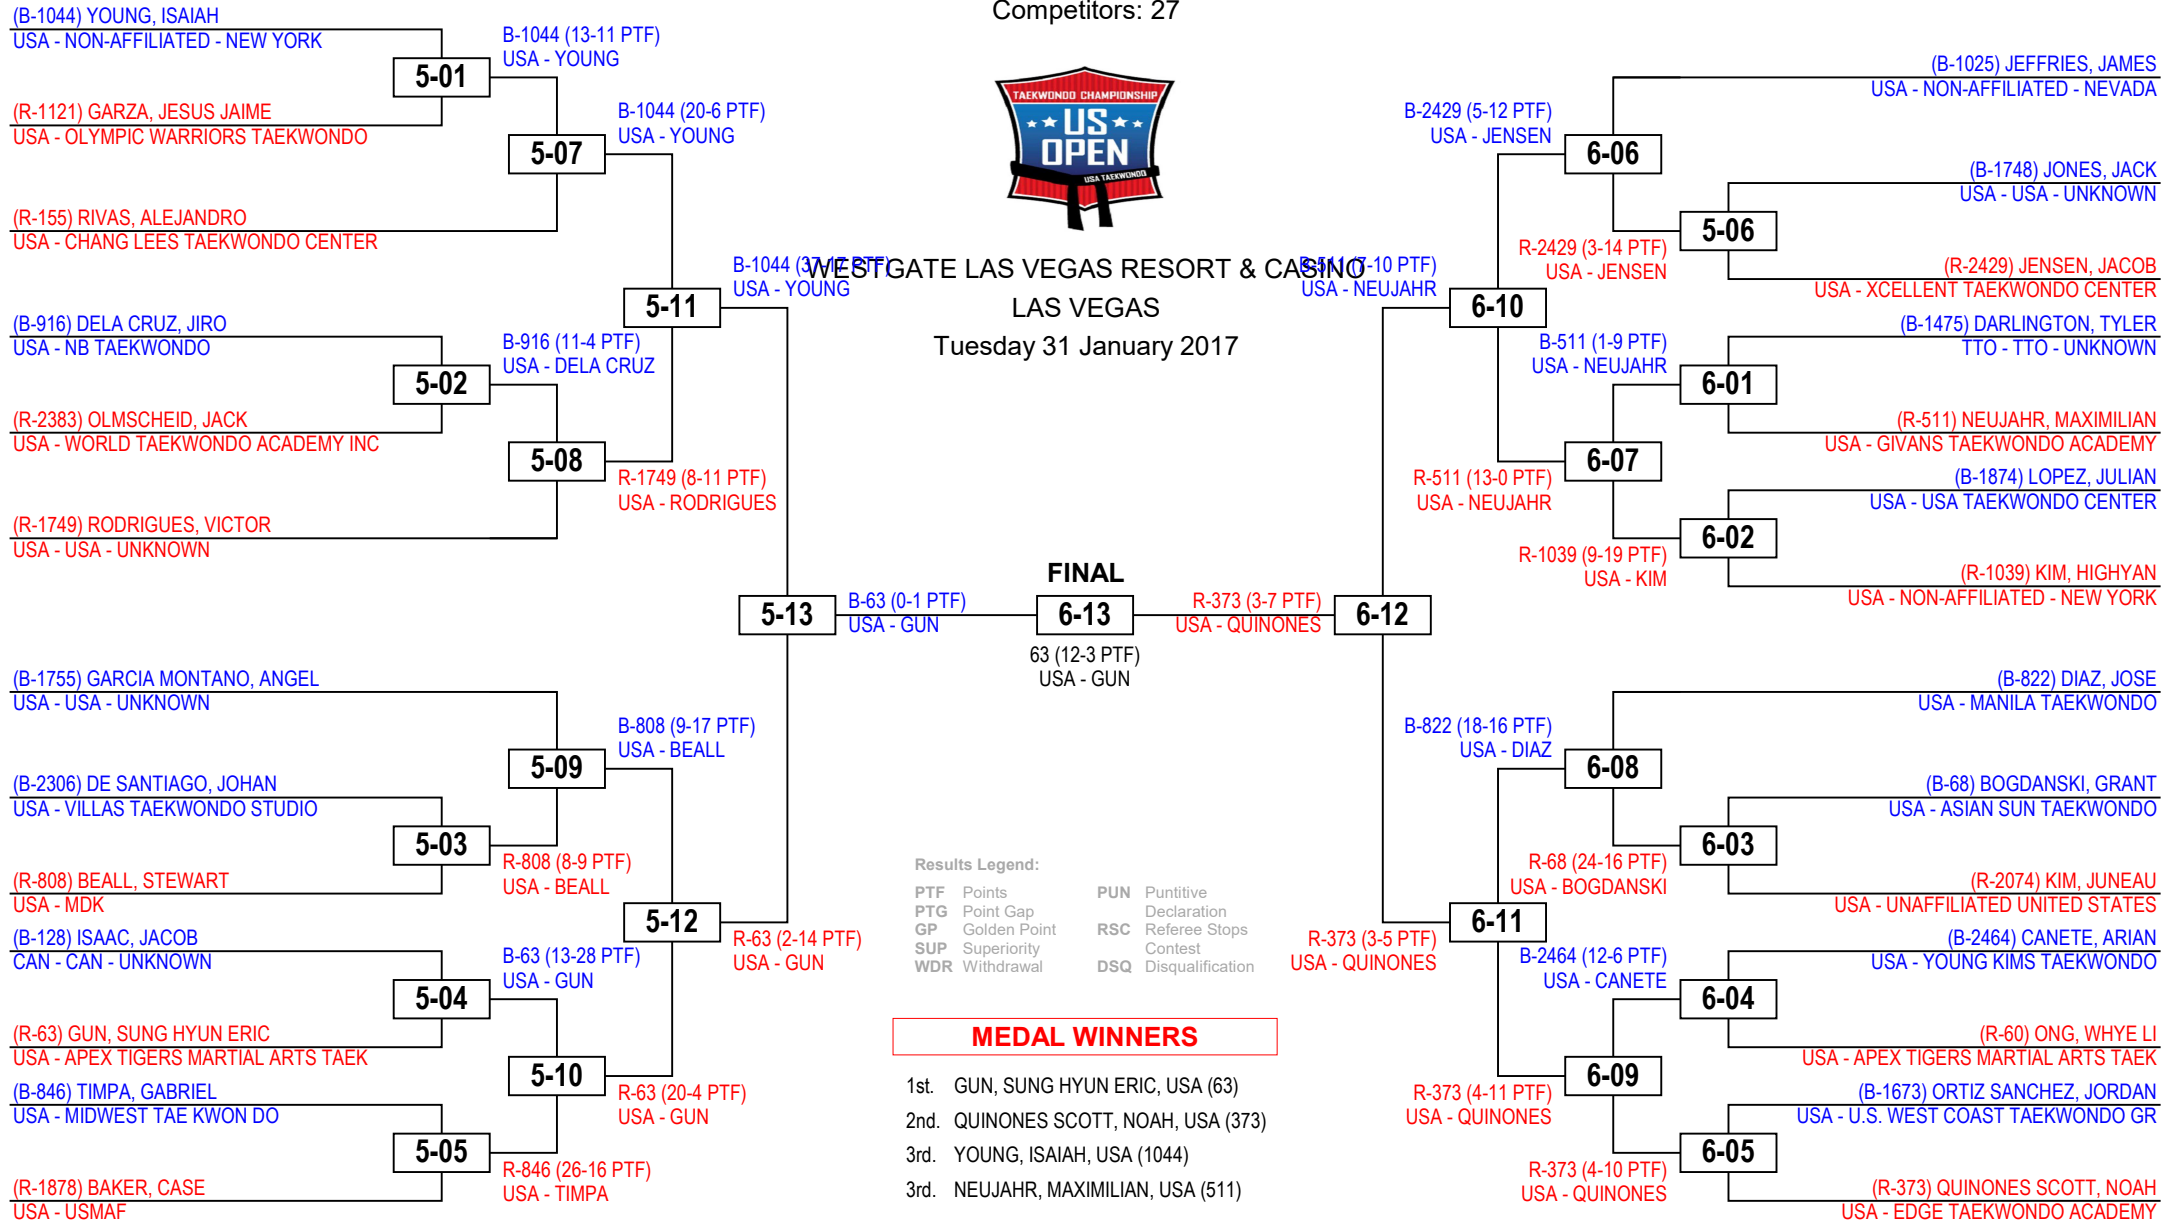 Competitors: 27
TAEKWONDO CHAMPIONSHIP
US
OPEN
USA TAEKWONDO
WESTGATE LAS VEGAS RESORT & CASINO
LAS VEGAS
Tuesday 31 January 2017
(B-1044) YOUNG, ISAIAH
USA - NON-AFFILIATED - NEW YORK
5-01
(R-1121) GARZA, JESUS JAIME
USA - OLYMPIC WARRIORS TAEKWONDO
B-1044 (13-11 PTF)
USA - YOUNG
5-07
(R-155) RIVAS, ALEJANDRO
USA - CHANG LEES TAEKWONDO CENTER
B-1044 (20-6 PTF)
USA - YOUNG
5-11
(B-916) DELA CRUZ, JIRO
USA - NB TAEKWONDO
5-02
(R-2383) OLMSCHEID, JACK
USA - WORLD TAEKWONDO ACADEMY INC
B-916 (11-4 PTF)
USA - DELA CRUZ
5-08
(R-1749) RODRIGUES, VICTOR
USA - USA - UNKNOWN
R-1749 (8-11 PTF)
USA - RODRIGUES
B-1044 (37-17 PTF)
USA - YOUNG
5-13
(B-1755) GARCIA MONTANO, ANGEL
USA - USA - UNKNOWN
5-09
(B-2306) DE SANTIAGO, JOHAN
USA - VILLAS TAEKWONDO STUDIO
5-03
(R-808) BEALL, STEWART
USA - MDK
R-808 (8-9 PTF)
USA - BEALL
B-808 (9-17 PTF)
USA - BEALL
5-12
(B-128) ISAAC, JACOB
CAN - CAN - UNKNOWN
5-04
(R-63) GUN, SUNG HYUN ERIC
USA - APEX TIGERS MARTIAL ARTS TAEK
B-63 (13-28 PTF)
USA - GUN
5-10
(B-846) TIMPA, GABRIEL
USA - MIDWEST TAE KWON DO
5-05
(R-1878) BAKER, CASE
USA - USMAF
R-846 (26-16 PTF)
USA - TIMPA
R-63 (20-4 PTF)
USA - GUN
R-63 (2-14 PTF)
USA - GUN
B-63 (0-1 PTF)
USA - GUN
FINAL
6-13
63 (12-3 PTF)
USA - GUN
R-373 (3-7 PTF)
USA - QUINONES
6-12
(B-1025) JEFFRIES, JAMES
USA - NON-AFFILIATED - NEVADA
6-06
B-2429 (5-12 PTF)
USA - JENSEN
(B-1748) JONES, JACK
USA - USA - UNKNOWN
5-06
(R-2429) JENSEN, JACOB
USA - XCELLENT TAEKWONDO CENTER
R-2429 (3-14 PTF)
USA - JENSEN
B-511 (7-10 PTF)
USA - NEUJAHR
6-10
(B-1475) DARLINGTON, TYLER
TTO - TTO - UNKNOWN
6-01
(R-511) NEUJAHR, MAXIMILIAN
USA - GIVANS TAEKWONDO ACADEMY
B-511 (1-9 PTF)
USA - NEUJAHR
6-07
R-511 (13-0 PTF)
USA - NEUJAHR
(B-1874) LOPEZ, JULIAN
USA - USA TAEKWONDO CENTER
6-02
(R-1039) KIM, HIGHYAN
USA - NON-AFFILIATED - NEW YORK
R-1039 (9-19 PTF)
USA - KIM
(B-822) DIAZ, JOSE
USA - MANILA TAEKWONDO
6-08
B-822 (18-16 PTF)
USA - DIAZ
(B-68) BOGDANSKI, GRANT
USA - ASIAN SUN TAEKWONDO
6-03
(R-2074) KIM, JUNEAU
USA - UNAFFILIATED UNITED STATES
R-68 (24-16 PTF)
USA - BOGDANSKI
6-11
R-373 (3-5 PTF)
USA - QUINONES
(B-2464) CANETE, ARIAN
USA - YOUNG KIMS TAEKWONDO
6-04
(R-60) ONG, WHYE LI
USA - APEX TIGERS MARTIAL ARTS TAEK
B-2464 (12-6 PTF)
USA - CANETE
6-09
R-373 (4-11 PTF)
USA - QUINONES
(B-1673) ORTIZ SANCHEZ, JORDAN
USA - U.S. WEST COAST TAEKWONDO GR
6-05
(R-373) QUINONES SCOTT, NOAH
USA - EDGE TAEKWONDO ACADEMY
R-373 (4-10 PTF)
USA - QUINONES
Results Legend:
PTF Points
PTG Point Gap
GP Golden Point
SUP Superiority
WDR Withdrawal
PUN Puntitive
Declaration
RSC Referee Stops
Contest
DSQ Disqualification
MEDAL WINNERS
1st. GUN, SUNG HYUN ERIC, USA (63)
2nd. QUINONES SCOTT, NOAH, USA (373)
3rd. YOUNG, ISAIAH, USA (1044)
3rd. NEUJAHR, MAXIMILIAN, USA (511)